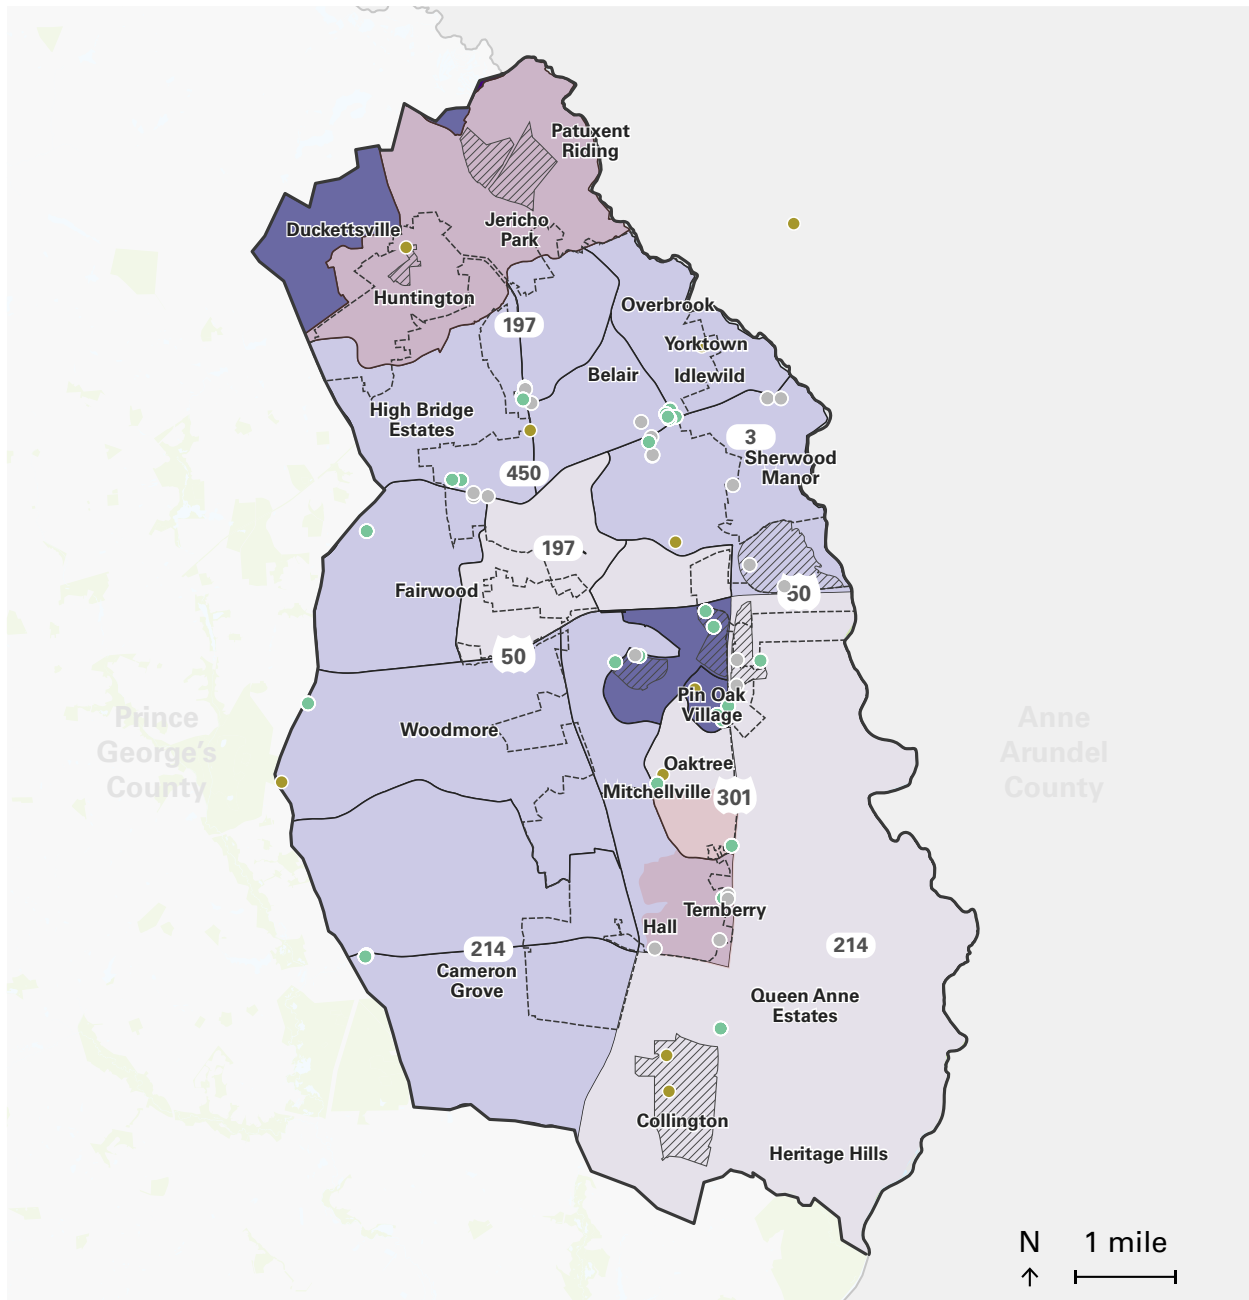 Patuxent
Riding
Duckettsville
Jericho
Park
Huntington
Overbrook
197
Yorktown
Belair
Idlewild
High Bridge
Estates
3
Sherwood
Manor
450
197
Fairwood
50
50
Pin Oak
Village
Prince
George's
County
Woodmore
Anne
Arundel
County
Oaktree
Mitchellville
301
Ternberry
Hall
214
214
Cameron
Grove
Queen Anne
Estates
Collington
Heritage Hills
N
1 mile